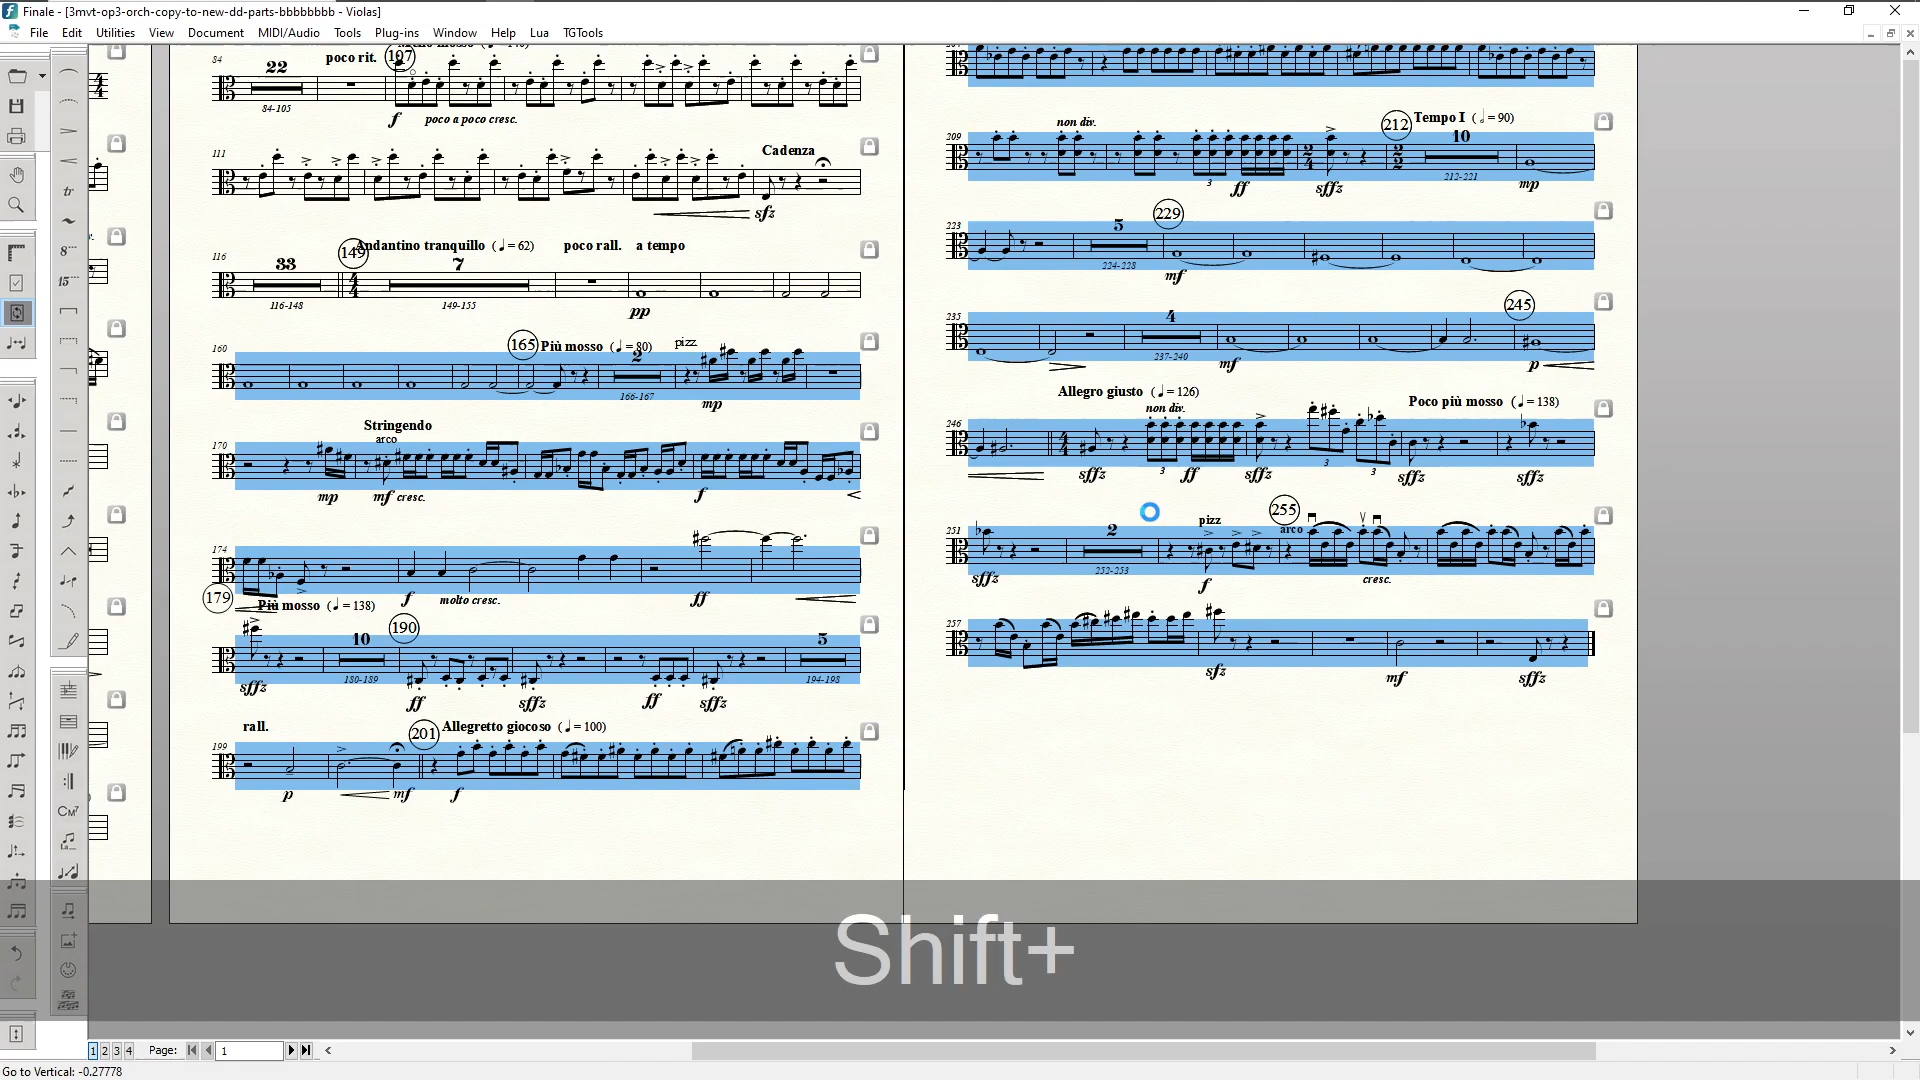 Finale - [3mvt-op3-orch-copy-to-new-dd-parts-bbbbbbbb - Violas]
File Edit Utilities View Document MIDI/Audio Tools Plug-ins Window Help Lua TGTools
84 22 poco rit. 107
84-105 f poco a poco cresc.
111 Cadenza
sfz
116 33 149 Andantino tranquillo (𝅗𝅥 = 62) poco rall. a tempo
7
116-148 149-155 pp
160 165 Più mosso (𝅗𝅥 = 80) 2 pizz.
166-167 mp
170 Stringendo
arco
mp mf cresc. f
174
f molto cresc. ff
179 Più mosso (𝅗𝅥 = 138) 190
10 5
sffz 180-189 ff sffz ff sffz 194-198
rall. 201 Allegretto giocoso (𝅗𝅥 = 100)
199
p mf f
209 non div. 212 Tempo I (𝅗𝅥 = 90)
10
3 ff sffz 212-221 mp
223 5 229
224-228 mf
235 4 245
237-240 mf p
Allegro giusto (𝅗𝅥 = 126)
246 non div. Poco più mosso (𝅗𝅥 = 138)
sffz 3 ff sffz 3 3 sffz sffz
251 2 pizz 255 arco
sffz 252-253 f cresc.
257
sfz mf sffz
Shift+
1 2 3 4 Page: 1
Go to Vertical: -0.27778